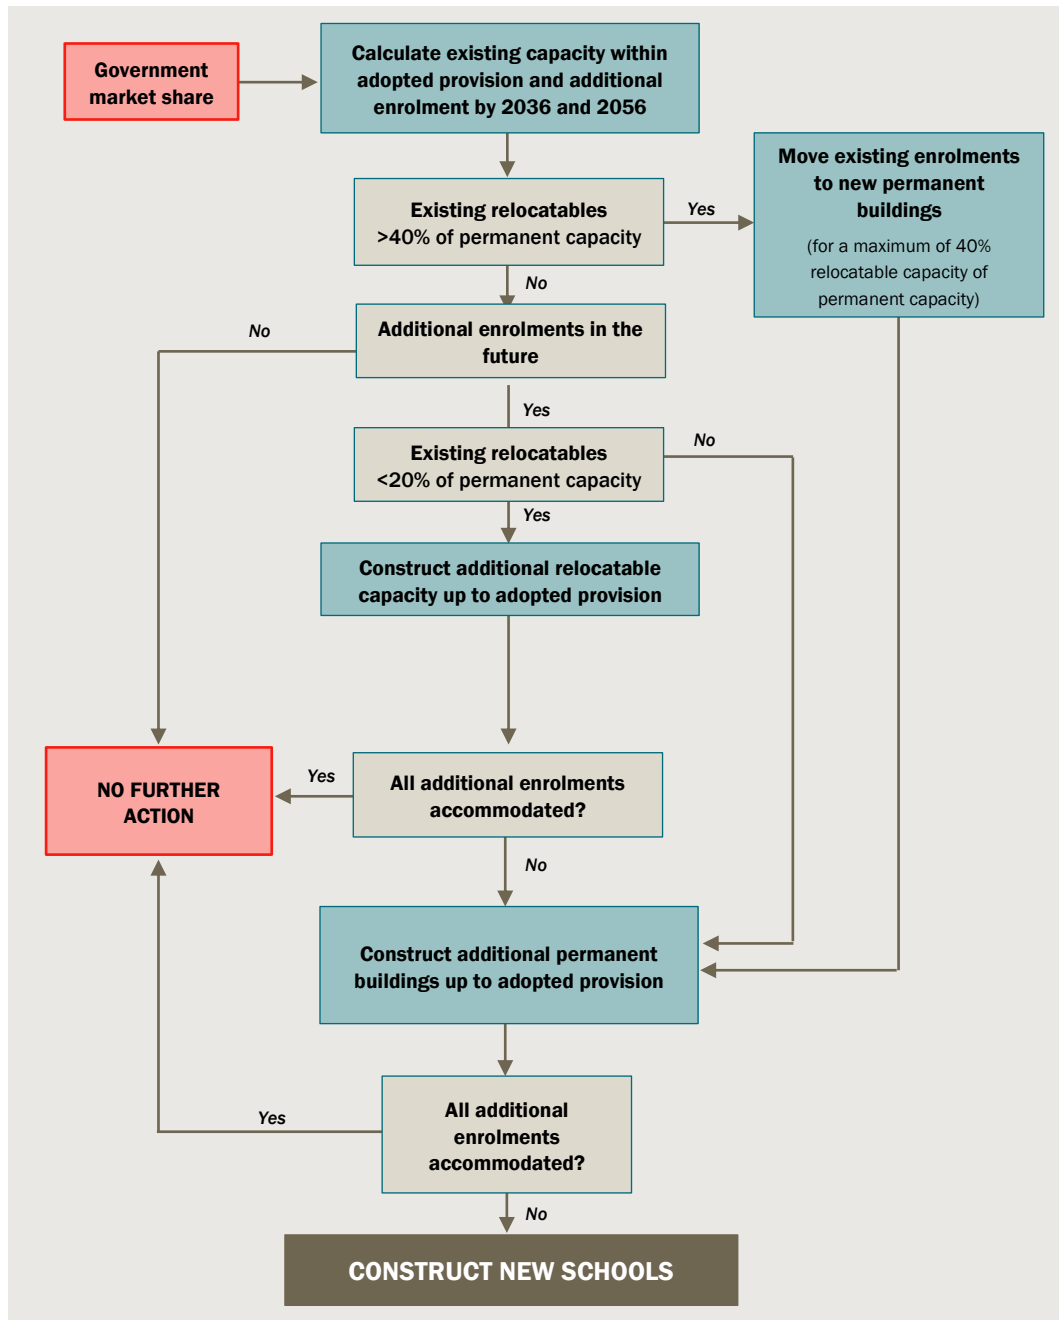 Government
market share
Calculate existing capacity within
adopted provision and additional
enrolment by 2036 and 2056
Existing relocatables
>40% of permanent capacity
Yes
Move existing enrolments
to new permanent
buildings
(for a maximum of 40%
relocatable capacity of
permanent capacity)
No
Additional enrolments in the
future
No
Yes
Existing relocatables
<20% of permanent capacity
No
Yes
Construct additional relocatable
capacity up to adopted provision
All additional enrolments
accommodated?
Yes
NO FURTHER
ACTION
No
Construct additional permanent
buildings up to adopted provision
All additional
enrolments
accommodated?
Yes
No
CONSTRUCT NEW SCHOOLS